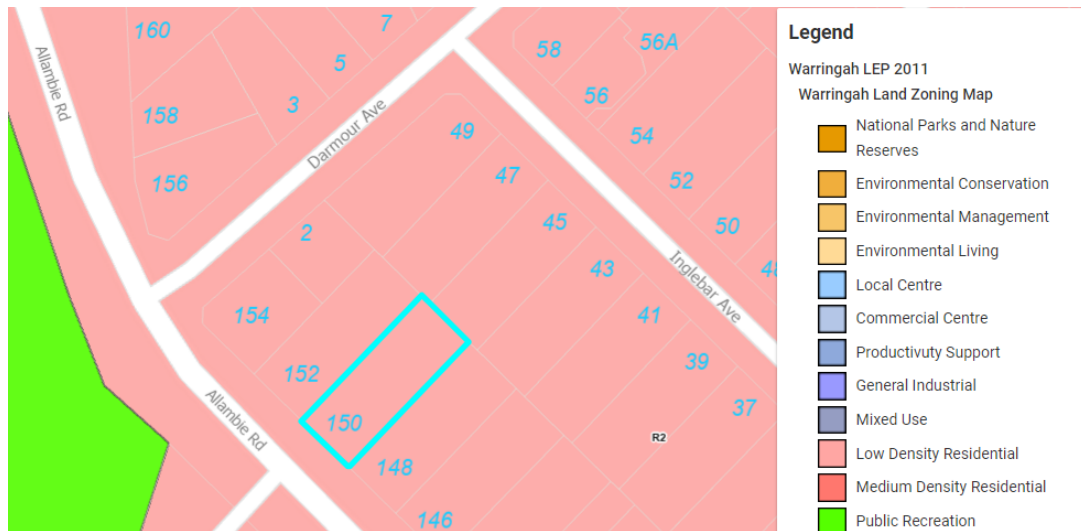 160
7
58
56A
5
56
3
158
Allambie Rd
Darmour Ave
49
54
47
52
156
45
50
2
43
48
Inglebar Ave
41
154
39
152
37
Allambie Rd
150
R2
148
146
Legend
Warringah LEP 2011
Warringah Land Zoning Map
National Parks and Nature
Reserves
Environmental Conservation
Environmental Management
Environmental Living
Local Centre
Commercial Centre
Productivuty Support
General Industrial
Mixed Use
Low Density Residential
Medium Density Residential
Public Recreation